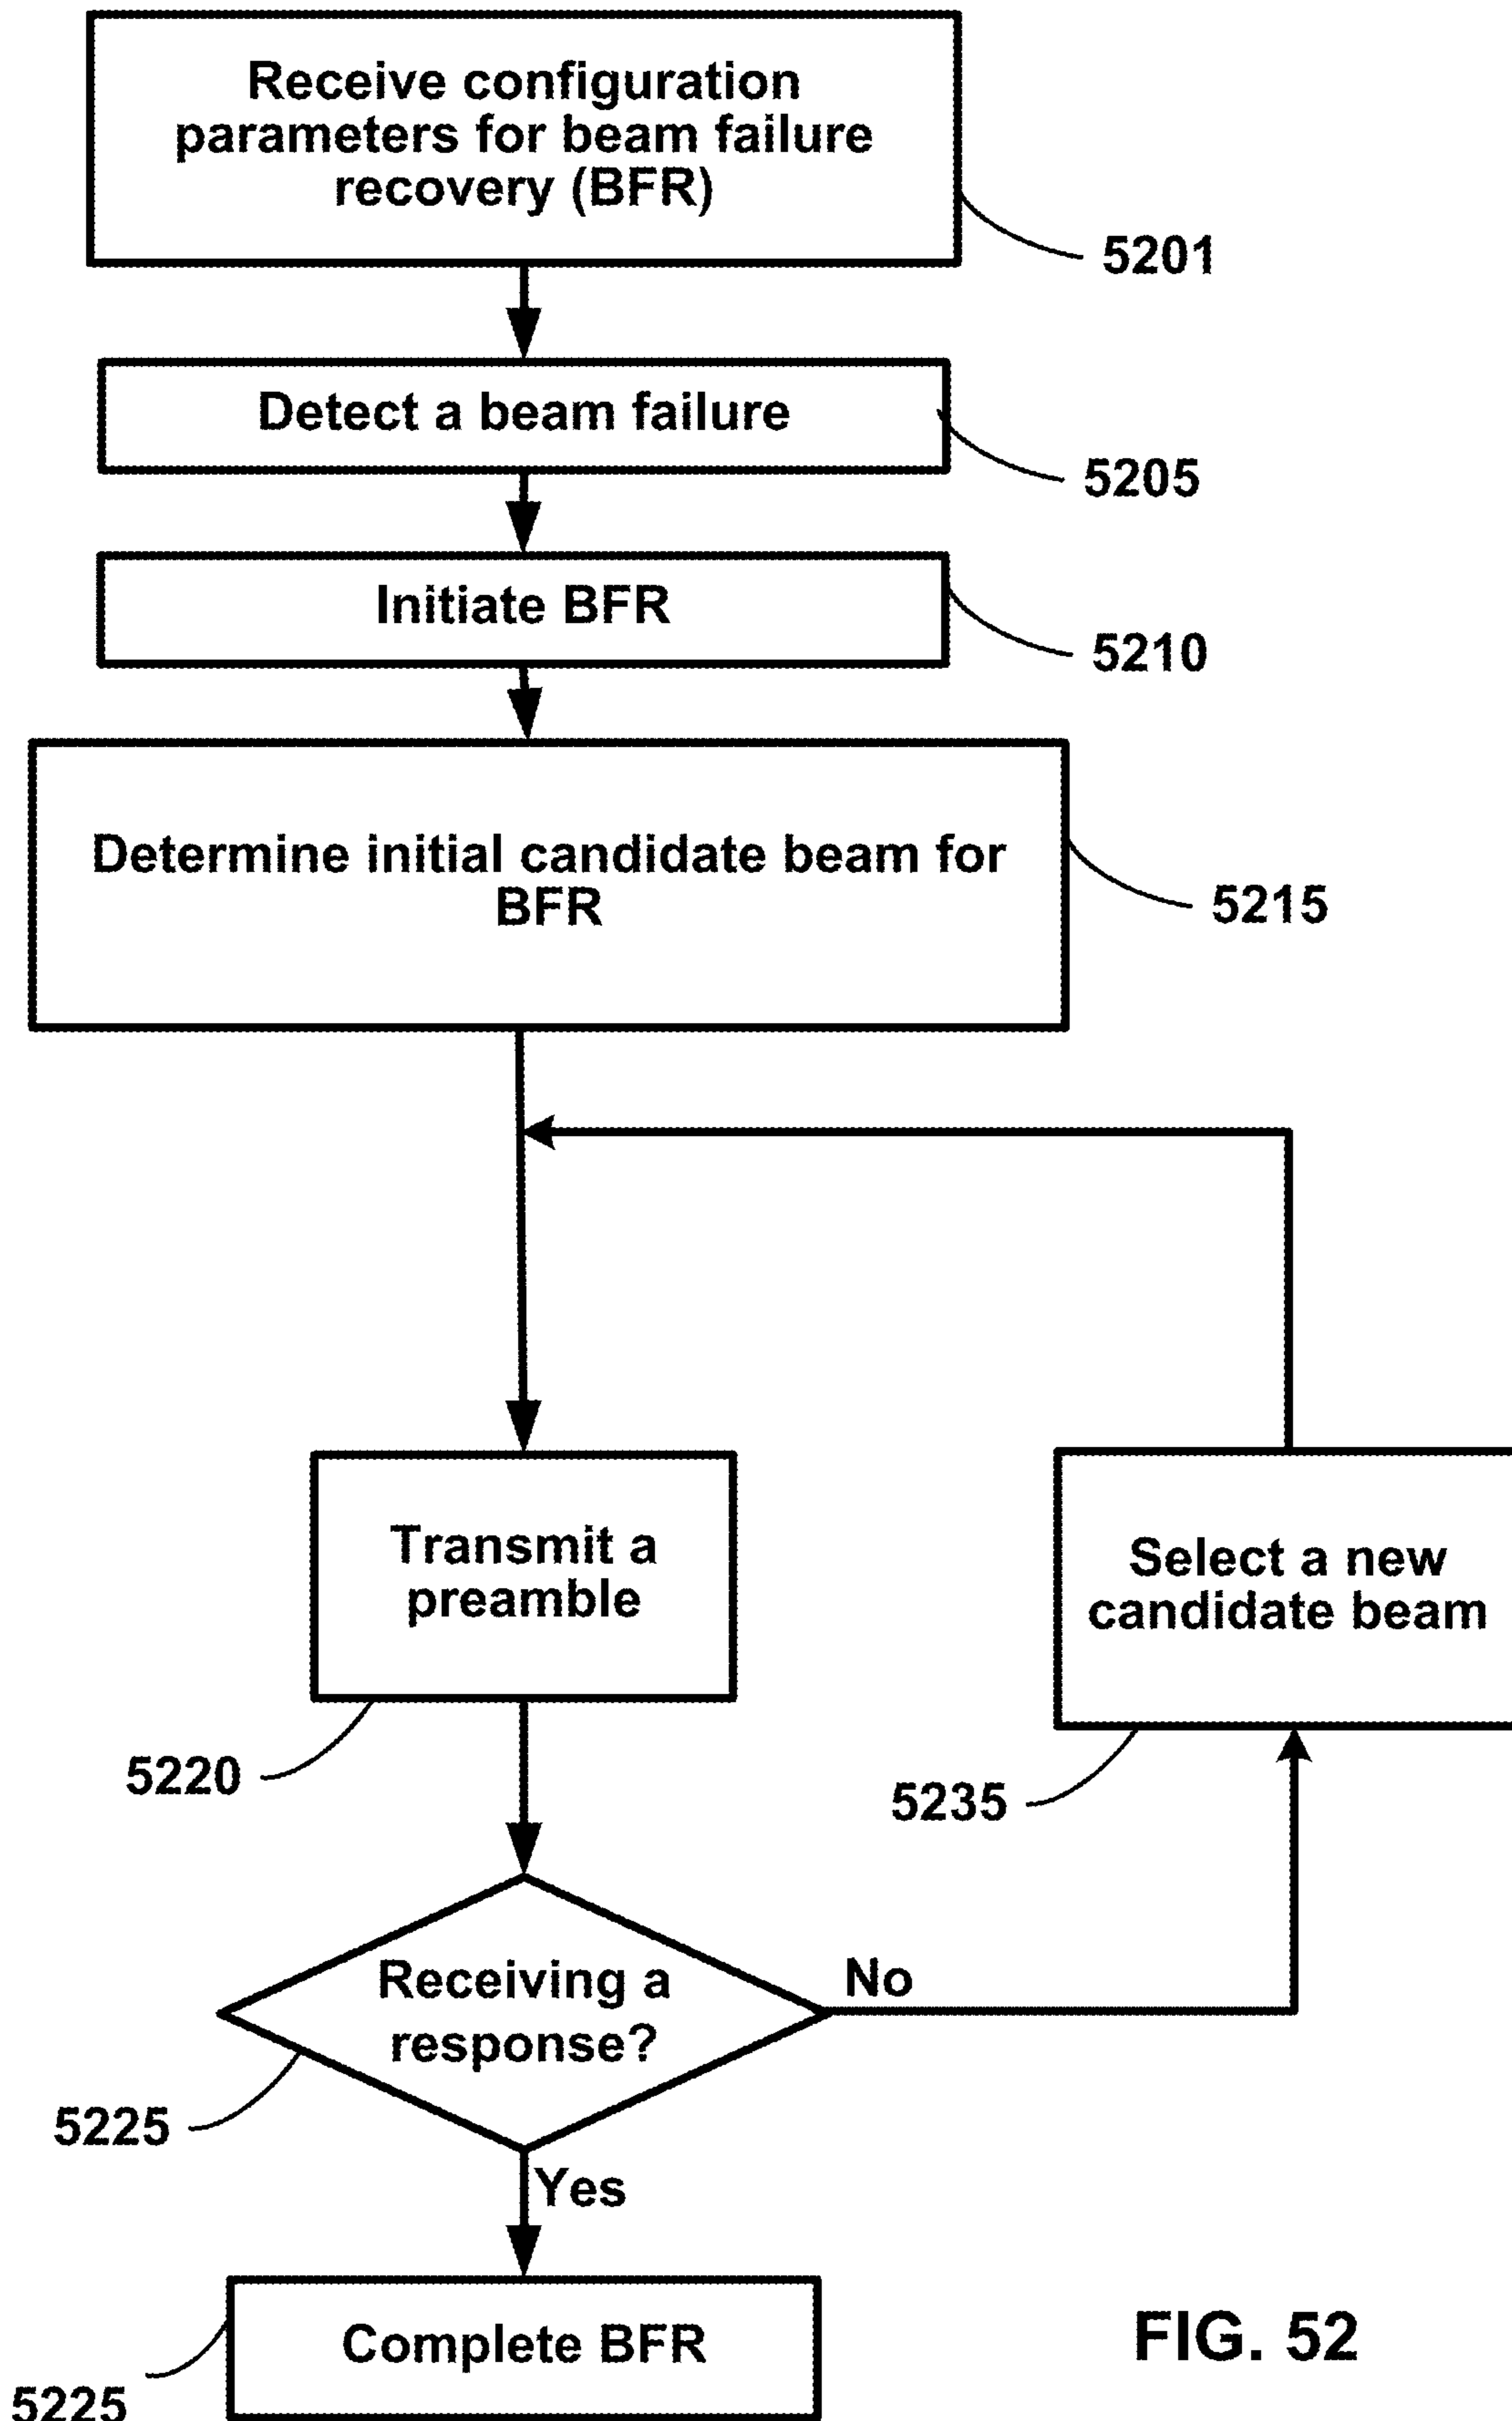 Receive configuration
parameters for beam failure
recovery (BFR)
5201
Detect a beam failure
5205
Initiate BFR
5210
Determine initial candidate beam for
BFR
5215
Transmit a
preamble
5220
Select a new
candidate beam
5235
Receiving a
response?
No
5225
Yes
Complete BFR
5225
FIG. 52